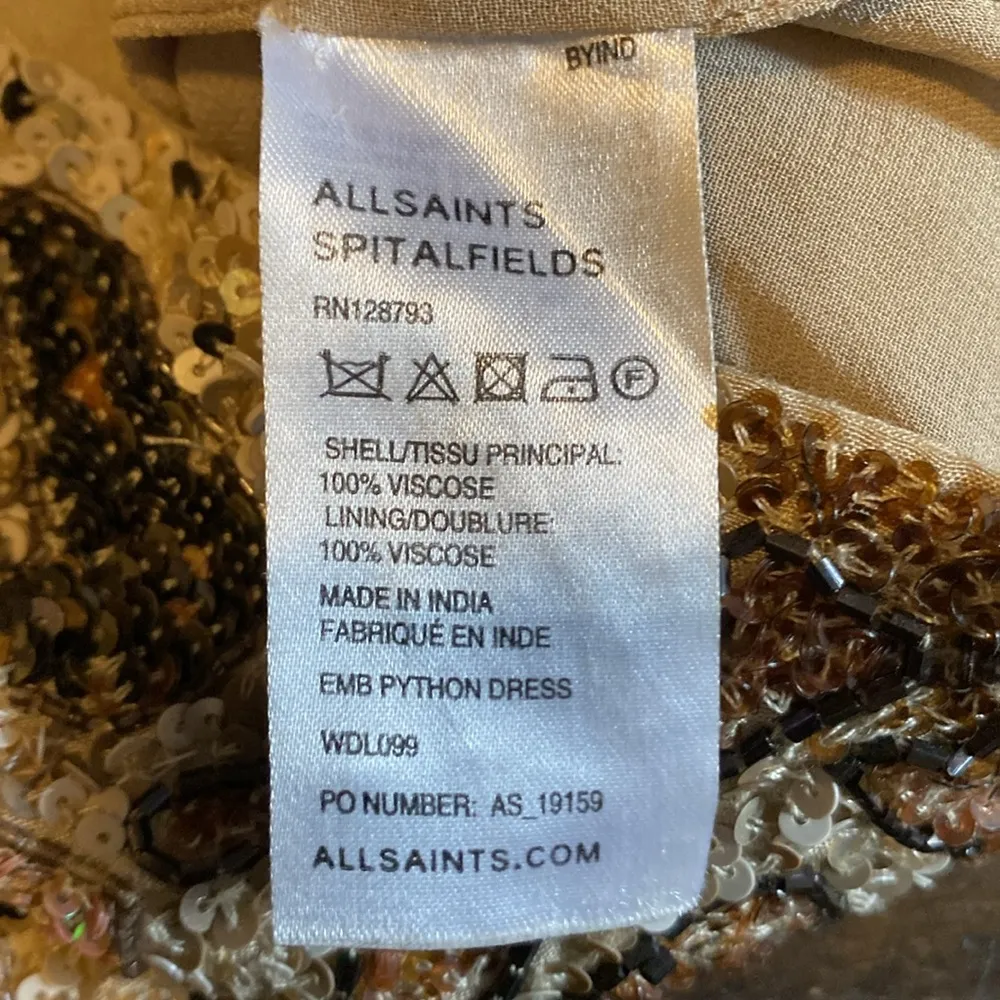 BYIND
ALLSAINTS
SPITALFIELDS
RN128793
F
SHELL/TISSU PRINCIPAL:
100% VISCOSE
LINING/DOUBLURE:
100% VISCOSE
MADE IN INDIA
FABRIQUÉ EN INDE
EMB PYTHON DRESS
WDL099
PO NUMBER: AS_19159
ALLSAINTS.COM